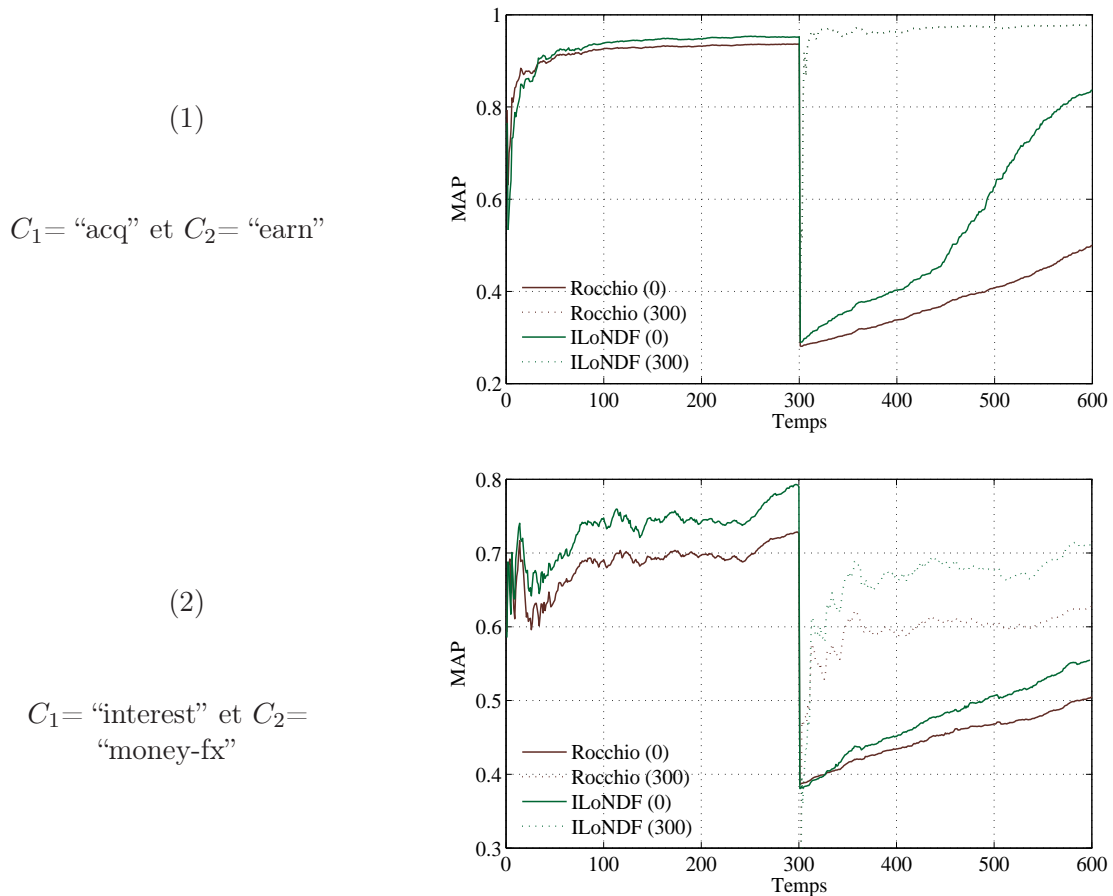 (1)
C₁= “acq” et C₂= “earn”
1
0.8
0.6
0.4
0.2
MAP
Rocchio (0)
Rocchio (300)
ILoNDF (0)
ILoNDF (300)
0 100 200 300 400 500 600
Temps
(2)
C₁= “interest” et C₂=
“money-fx”
0.8
0.7
0.6
0.5
0.4
0.3
MAP
Rocchio (0)
Rocchio (300)
ILoNDF (0)
ILoNDF (300)
0 100 200 300 400 500 600
Temps